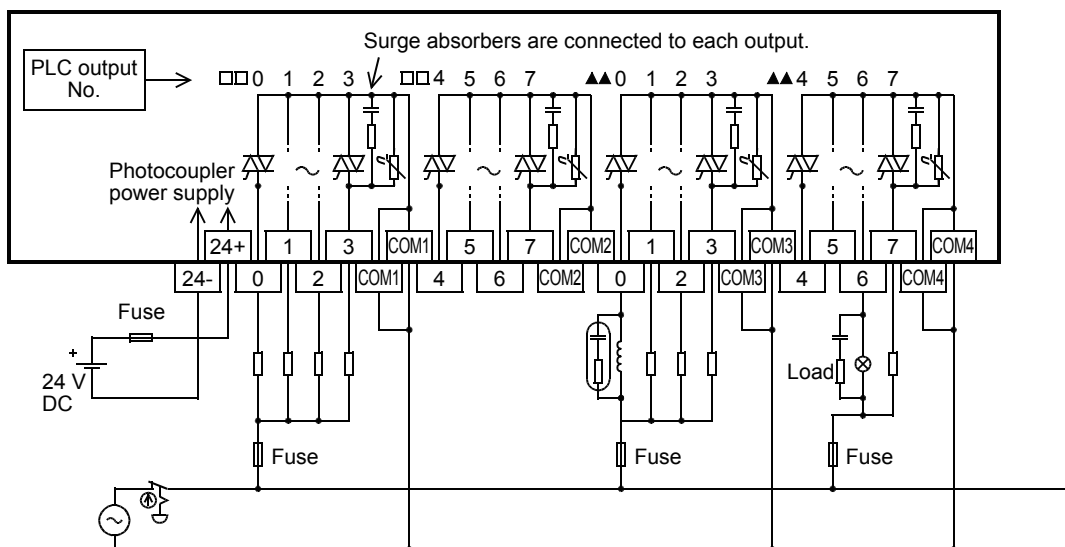 Surge absorbers are connected to each output.
PLC output
No.
□□ 0 1 2 3 □□ 4 5 6 7 ▲▲ 0 1 2 3 ▲▲ 4 5 6 7
Photocoupler
power supply
24+ 1 3 COM1 5 7 COM2 1 3 COM3 5 7 COM4
24- 0 2 COM1 4 6 COM2 0 2 COM3 4 6 COM4
Fuse
+
24 V
DC
Load
Fuse Fuse Fuse